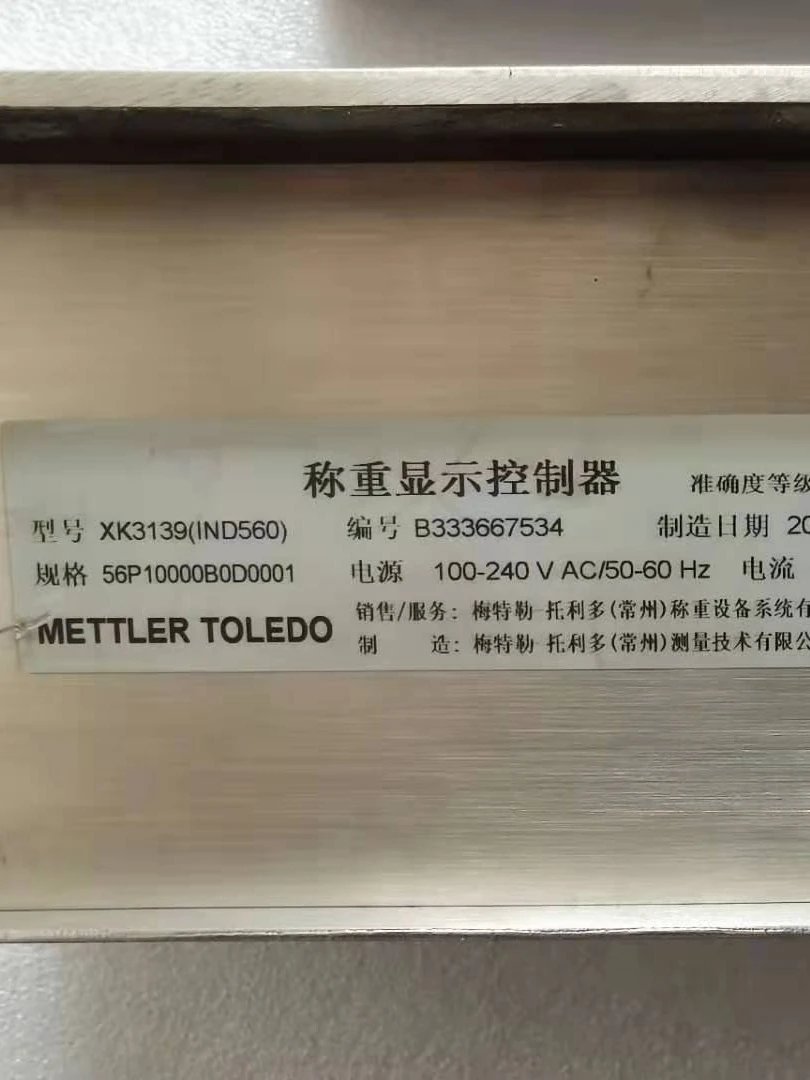 称重显示控制器 准确度等级
型号 XK3139(IND560) 编号 B333667534 制造日期 20
规格 56P10000B0D0001 电源 100-240 V AC/50-60 Hz 电流
METTLER TOLEDO
销售/服务: 梅特勒-托利多(常州)称重设备系统有
制 造: 梅特勒-托利多(常州)测量技术有限公